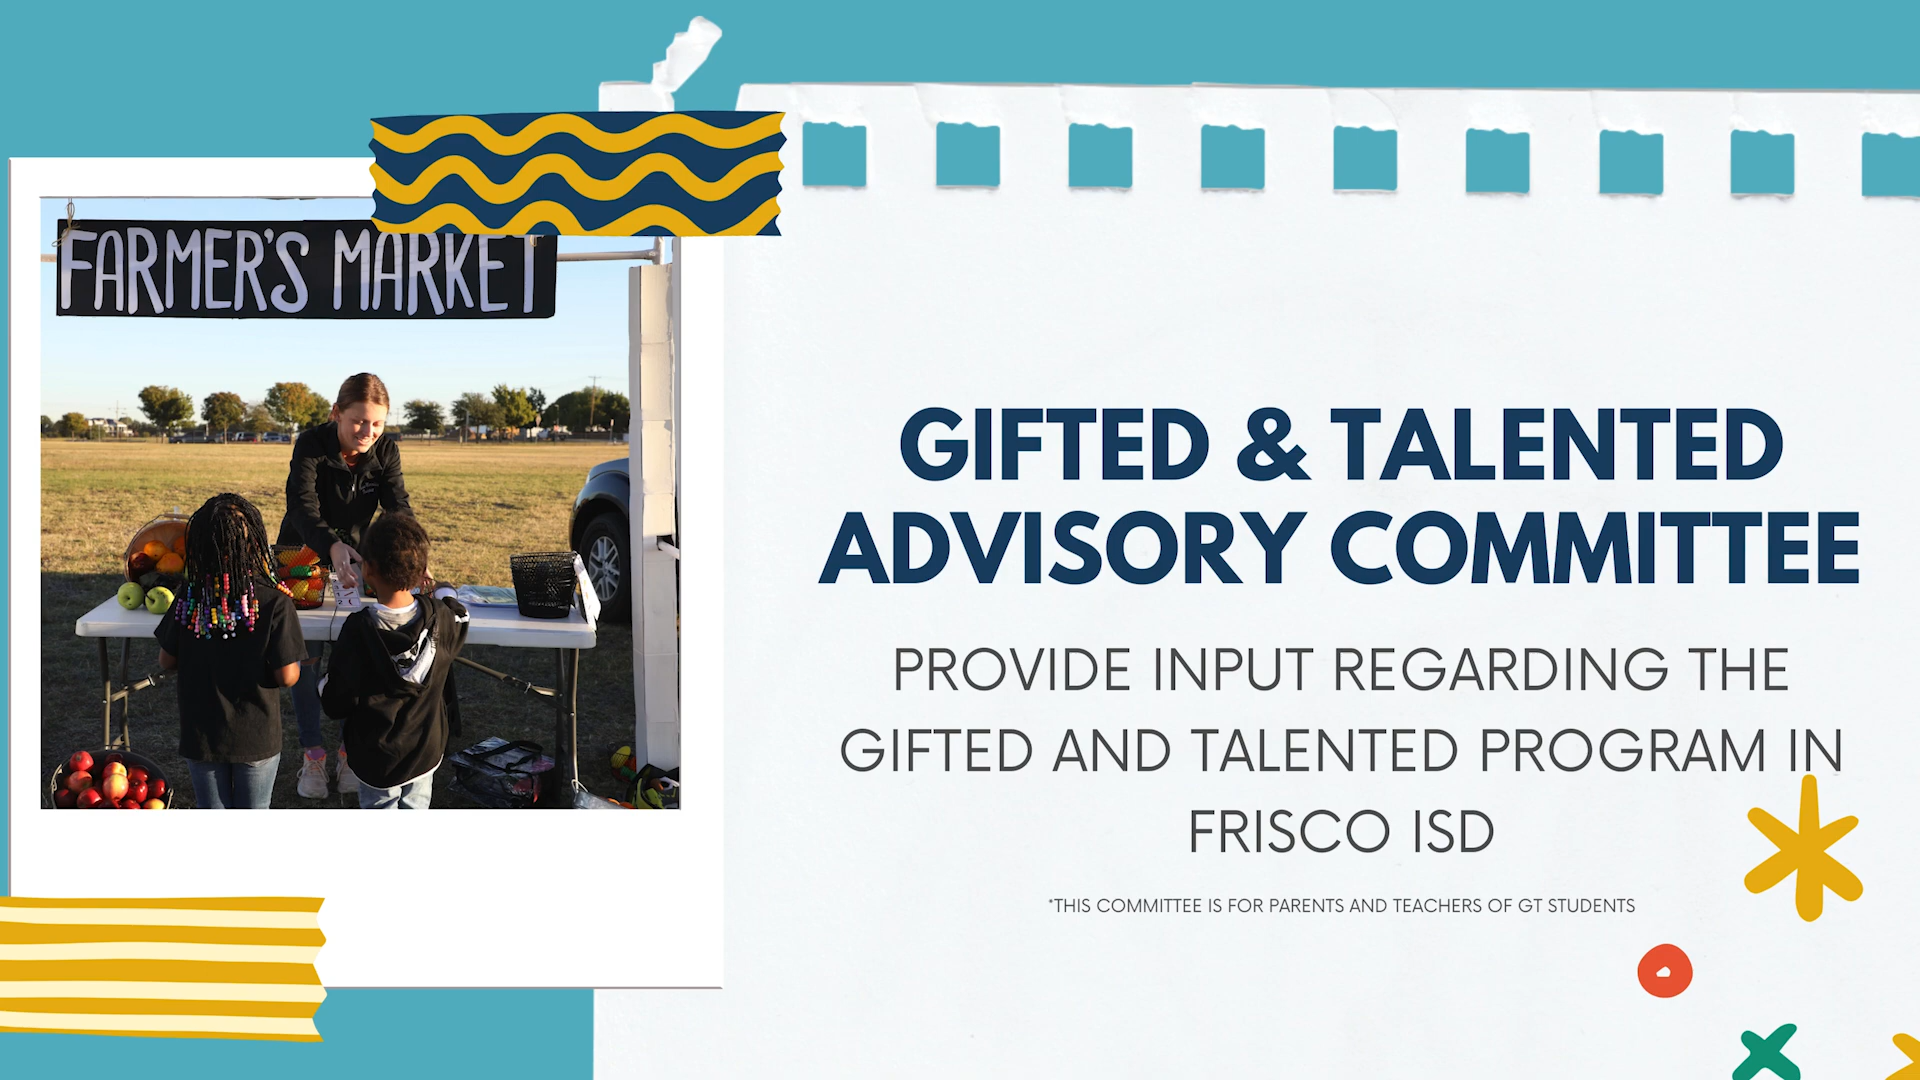 FARMER'S MARKET
GIFTED & TALENTED
ADVISORY COMMITTEE
PROVIDE INPUT REGARDING THE
GIFTED AND TALENTED PROGRAM IN
FRISCO ISD
*THIS COMMITTEE IS FOR PARENTS AND TEACHERS OF GT STUDENTS